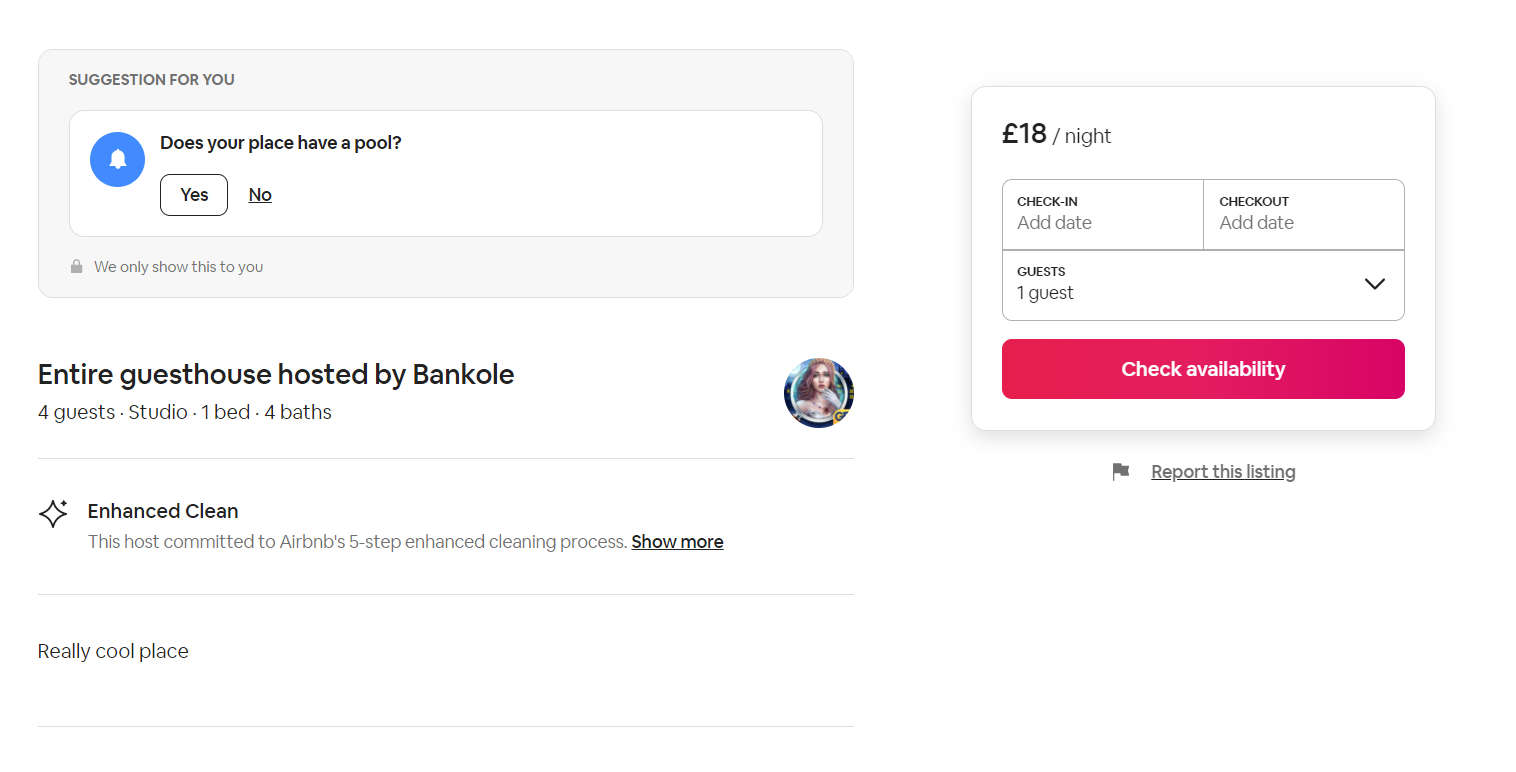 SUGGESTION FOR YOU
Does your place have a pool?
Yes No
We only show this to you
Entire guesthouse hosted by Bankole
4 guests · Studio · 1 bed · 4 baths
Enhanced Clean
This host committed to Airbnb's 5-step enhanced cleaning process. Show more
Really cool place
£18 / night
CHECK-IN
Add date
CHECKOUT
Add date
GUESTS
1 guest
Check availability
Report this listing